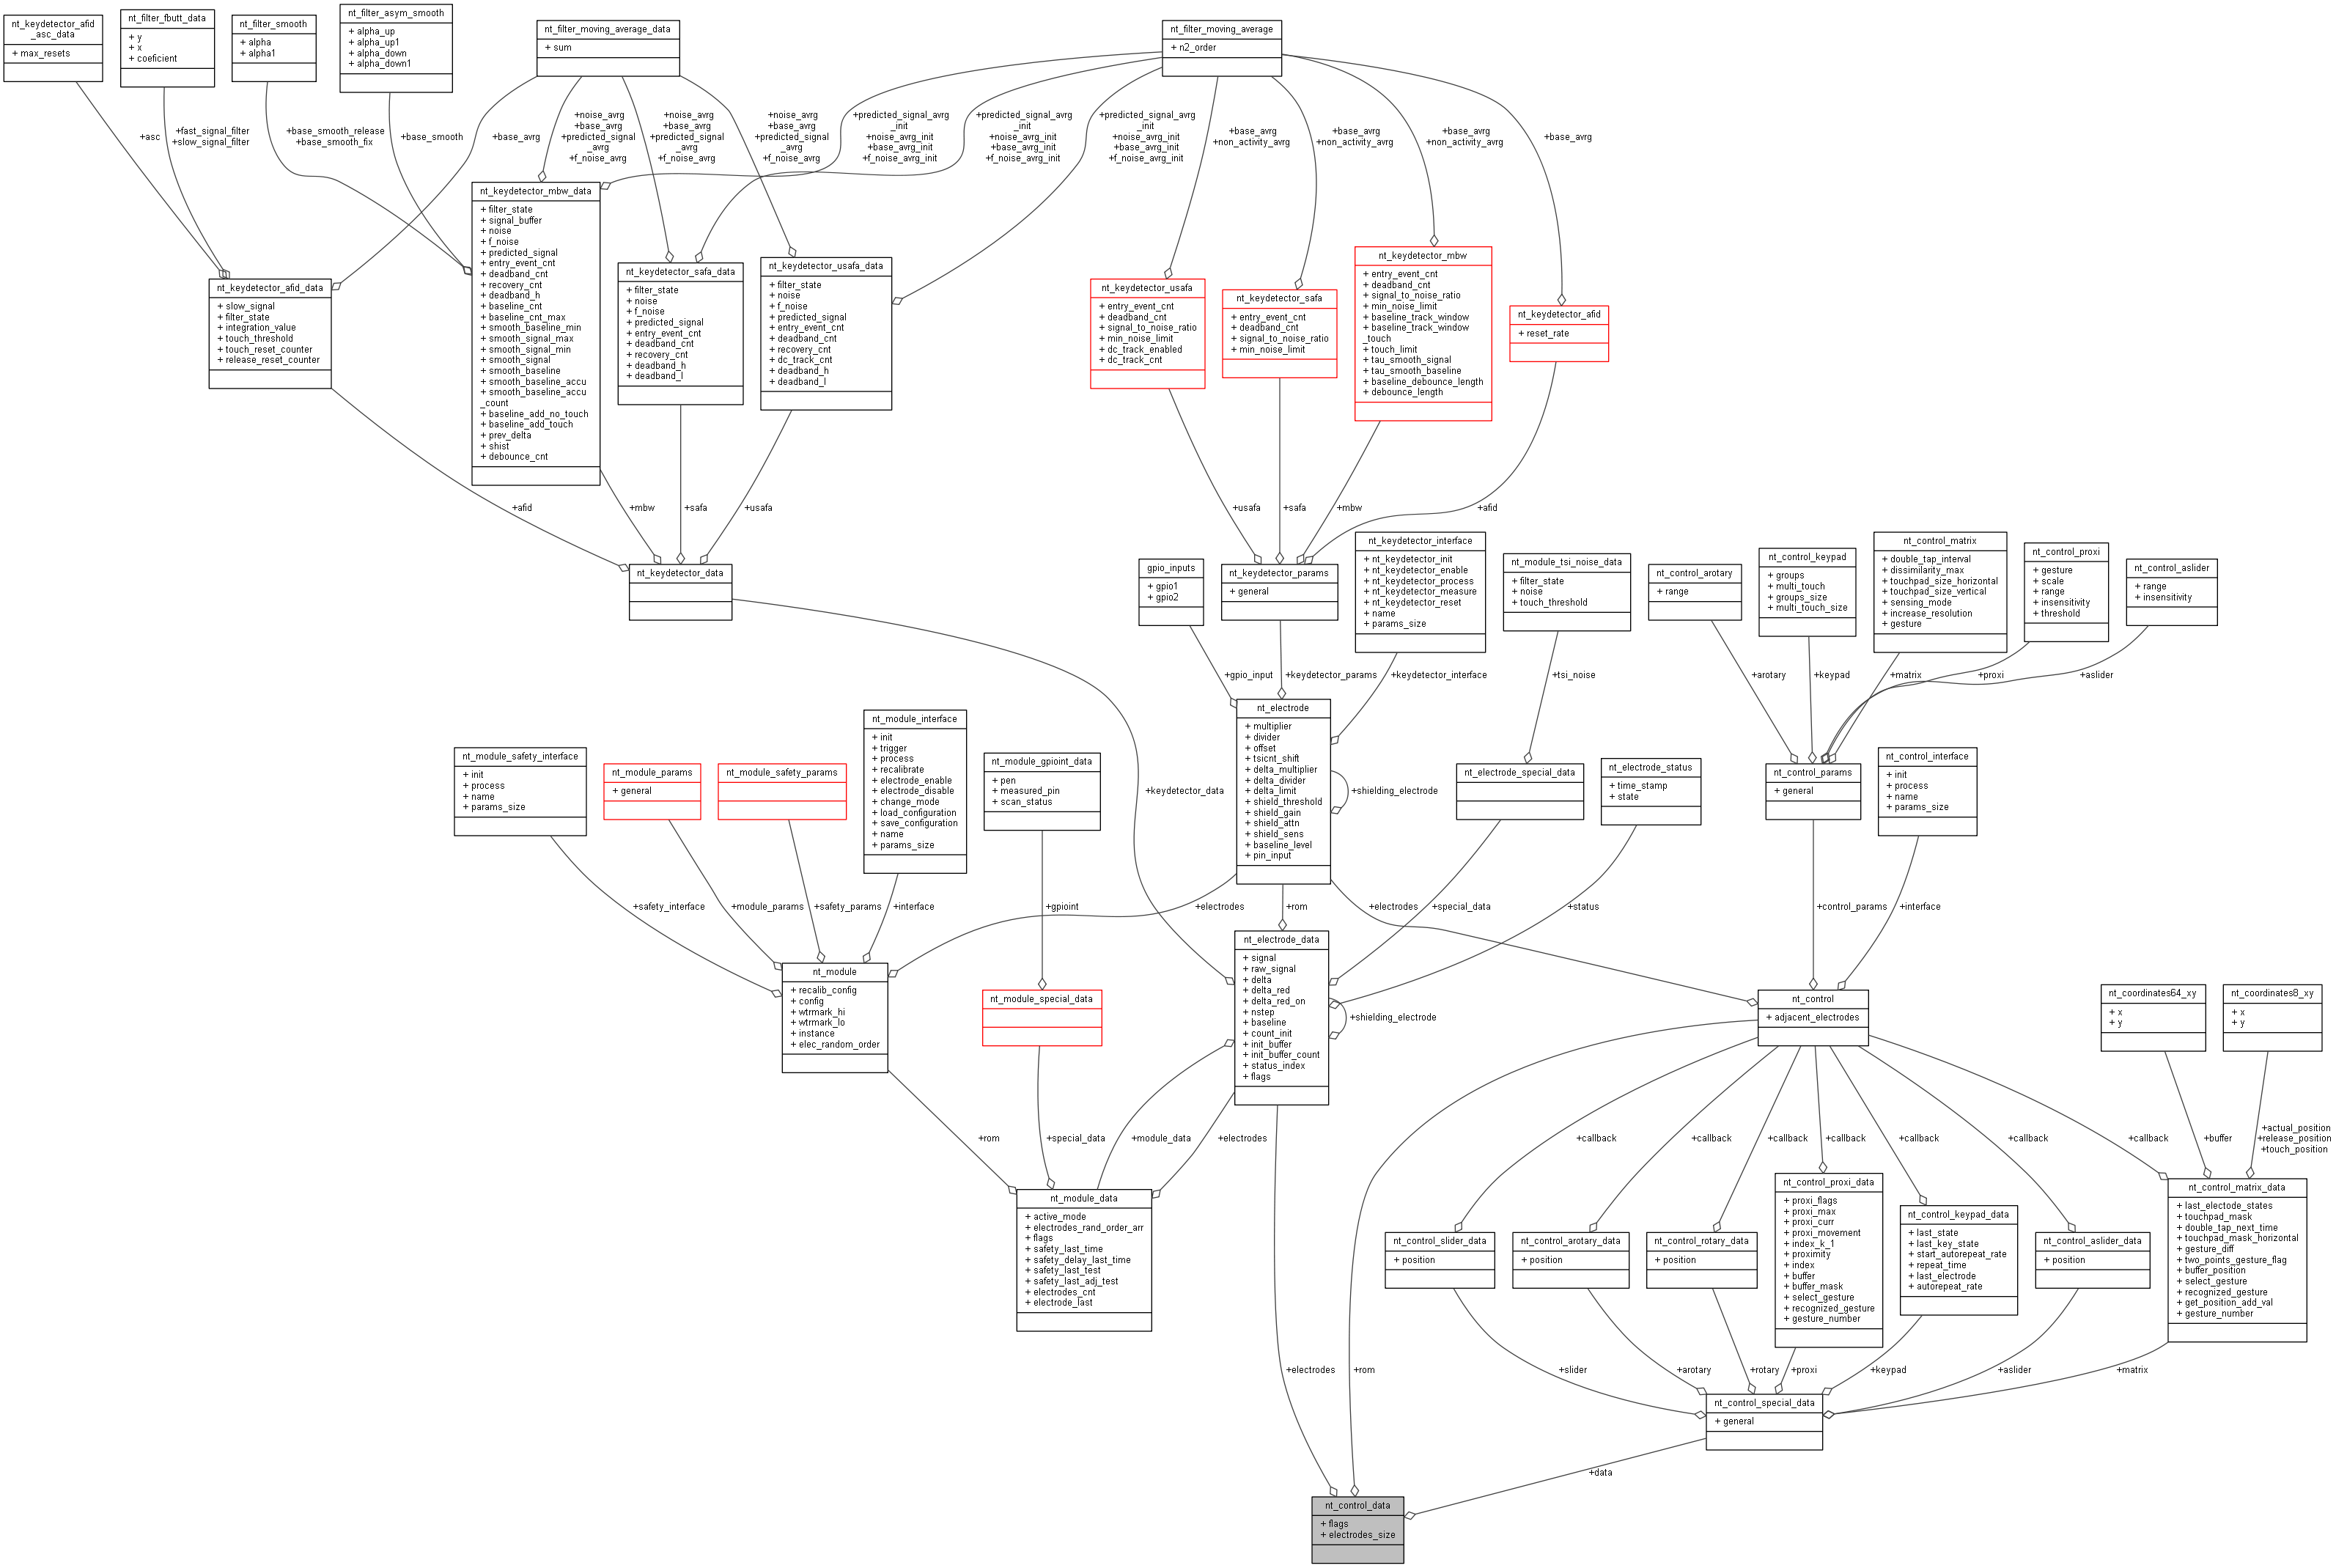 nt_keydetector_afid
_asc_data
+ max_resets
nt_filter_fbutt_data
+ y
+ x
+ coeficient
nt_filter_smooth
+ alpha
+ alpha1
nt_filter_asym_smooth
+ alpha_up
+ alpha_up1
+ alpha_down
+ alpha_down1
nt_filter_moving_average_data
+ sum
nt_filter_moving_average
+ n2_order
+asc
+fast_signal_filter
+slow_signal_filter
+base_smooth_release
+base_smooth_fix
+base_smooth
+base_avrg
+noise_avrg
+base_avrg
+predicted_signal
_avrg
+f_noise_avrg
+noise_avrg
+base_avrg
+predicted_signal
_avrg
+f_noise_avrg
+noise_avrg
+base_avrg
+predicted_signal
_avrg
+f_noise_avrg
+predicted_signal_avrg
_init
+noise_avrg_init
+base_avrg_init
+f_noise_avrg_init
+predicted_signal_avrg
_init
+noise_avrg_init
+base_avrg_init
+f_noise_avrg_init
+predicted_signal_avrg
_init
+noise_avrg_init
+base_avrg_init
+f_noise_avrg_init
+base_avrg
+non_activity_avrg
+base_avrg
+non_activity_avrg
+base_avrg
+non_activity_avrg
+base_avrg
nt_keydetector_afid_data
+ slow_signal
+ filter_state
+ integration_value
+ touch_threshold
+ touch_reset_counter
+ release_reset_counter
nt_keydetector_mbw_data
+ filter_state
+ signal_buffer
+ noise
+ f_noise
+ predicted_signal
+ entry_event_cnt
+ deadband_cnt
+ recovery_cnt
+ deadband_h
+ baseline_cnt
+ baseline_cnt_max
+ smooth_baseline_min
+ smooth_signal_max
+ smooth_signal_min
+ smooth_signal
+ smooth_baseline
+ smooth_baseline_accu
+ smooth_baseline_accu
_count
+ baseline_add_no_touch
+ baseline_add_touch
+ prev_delta
+ shist
+ debounce_cnt
nt_keydetector_safa_data
+ filter_state
+ noise
+ f_noise
+ predicted_signal
+ entry_event_cnt
+ deadband_cnt
+ recovery_cnt
+ deadband_h
+ deadband_l
nt_keydetector_usafa_data
+ filter_state
+ noise
+ f_noise
+ predicted_signal
+ entry_event_cnt
+ deadband_cnt
+ recovery_cnt
+ dc_track_cnt
+ deadband_h
+ deadband_l
nt_keydetector_usafa
+ entry_event_cnt
+ deadband_cnt
+ signal_to_noise_ratio
+ min_noise_limit
+ dc_track_enabled
+ dc_track_cnt
nt_keydetector_safa
+ entry_event_cnt
+ deadband_cnt
+ signal_to_noise_ratio
+ min_noise_limit
nt_keydetector_mbw
+ entry_event_cnt
+ deadband_cnt
+ signal_to_noise_ratio
+ min_noise_limit
+ baseline_track_window
+ baseline_track_window
_touch
+ touch_limit
+ tau_smooth_signal
+ tau_smooth_baseline
+ baseline_debounce_length
+ debounce_length
nt_keydetector_afid
+ reset_rate
+afid
+mbw
+safa
+usafa
+usafa
+safa
+mbw
+afid
nt_keydetector_data
gpio_inputs
+ gpio1
+ gpio2
nt_keydetector_params
+ general
nt_keydetector_interface
+ nt_keydetector_init
+ nt_keydetector_enable
+ nt_keydetector_process
+ nt_keydetector_measure
+ nt_keydetector_reset
+ name
+ params_size
nt_module_tsi_noise_data
+ filter_state
+ noise
+ touch_threshold
nt_control_arotary
+ range
nt_control_keypad
+ groups
+ multi_touch
+ groups_size
+ multi_touch_size
nt_control_matrix
+ double_tap_interval
+ dissimilarity_max
+ touchpad_size_horizontal
+ touchpad_size_vertical
+ sensing_mode
+ increase_resolution
+ gesture
nt_control_proxi
+ gesture
+ scale
+ range
+ insensitivity
+ threshold
nt_control_aslider
+ range
+ insensitivity
+gpio_input
+keydetector_params
+keydetector_interface
+tsi_noise
+arotary
+keypad
+matrix
+proxi
+aslider
nt_module_safety_interface
+ init
+ process
+ name
+ params_size
nt_module_params
+ general
nt_module_safety_params
nt_module_interface
+ init
+ trigger
+ process
+ recalibrate
+ electrode_enable
+ electrode_disable
+ change_mode
+ load_configuration
+ save_configuration
+ name
+ params_size
nt_module_gpioint_data
+ pen
+ measured_pin
+ scan_status
+keydetector_data
nt_electrode
+ multiplier
+ divider
+ offset
+ tsicnt_shift
+ delta_multiplier
+ delta_divider
+ delta_limit
+ shield_threshold
+ shield_gain
+ shield_attn
+ shield_sens
+ baseline_level
+ pin_input
+shielding_electrode
nt_electrode_special_data
nt_electrode_status
+ time_stamp
+ state
nt_control_params
+ general
nt_control_interface
+ init
+ process
+ name
+ params_size
+safety_interface
+module_params
+safety_params
+interface
+gpioint
+electrodes
+rom
+electrodes
+special_data
+status
+control_params
+interface
nt_module
+ recalib_config
+ config
+ wtrmark_hi
+ wtrmark_lo
+ instance
+ elec_random_order
nt_module_special_data
nt_electrode_data
+ signal
+ raw_signal
+ delta
+ delta_red
+ delta_red_on
+ nstep
+ baseline
+ count_init
+ init_buffer
+ init_buffer_count
+ status_index
+ flags
+shielding_electrode
nt_control
+ adjacent_electrodes
nt_coordinates64_xy
+ x
+ y
nt_coordinates8_xy
+ x
+ y
+rom
+special_data
+module_data
+electrodes
+callback
+callback
+callback
+callback
+callback
+callback
+callback
+buffer
+actual_position
+release_position
+touch_position
nt_module_data
+ active_mode
+ electrodes_rand_order_arr
+ flags
+ safety_last_time
+ safety_delay_last_time
+ safety_last_test
+ safety_last_adj_test
+ electrodes_cnt
+ electrode_last
nt_control_slider_data
+ position
nt_control_arotary_data
+ position
nt_control_rotary_data
+ position
nt_control_proxi_data
+ proxi_flags
+ proxi_max
+ proxi_curr
+ proxi_movement
+ index_k_1
+ proximity
+ index
+ buffer
+ buffer_mask
+ select_gesture
+ recognized_gesture
+ gesture_number
nt_control_keypad_data
+ last_state
+ last_key_state
+ start_autorepeat_rate
+ repeat_time
+ last_electrode
+ autorepeat_rate
nt_control_aslider_data
+ position
nt_control_matrix_data
+ last_electode_states
+ touchpad_mask
+ double_tap_next_time
+ touchpad_mask_horizontal
+ gesture_diff
+ two_points_gesture_flag
+ buffer_position
+ select_gesture
+ recognized_gesture
+ get_position_add_val
+ gesture_number
+electrodes
+rom
+slider
+arotary
+rotary
+proxi
+keypad
+aslider
+matrix
nt_control_special_data
+ general
+data
nt_control_data
+ flags
+ electrodes_size